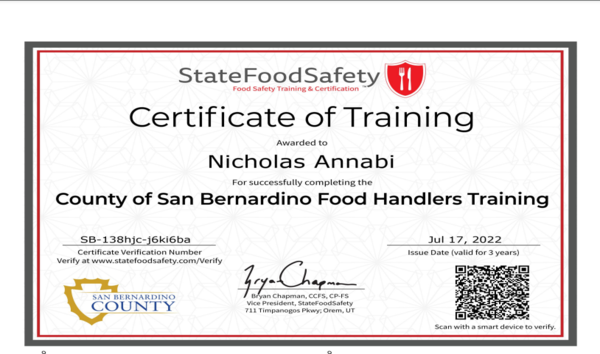 StateFoodSafety
Food Safety Training & Certification
Certificate of Training
Awarded to
Nicholas Annabi
For successfully completing the
County of San Bernardino Food Handlers Training
SB-138hjc-j6ki6ba
Certificate Verification Number
Verify at www.statefoodsafety.com/Verify
Jul 17, 2022
Issue Date (valid for 3 years)
Bryan Chapman
Bryan Chapman, CCFS, CP-FS
Vice President, StateFoodSafety
711 Timpanogos Pkwy; Orem, UT
SAN BERNARDINO
COUNTY
Scan with a smart device to verify.